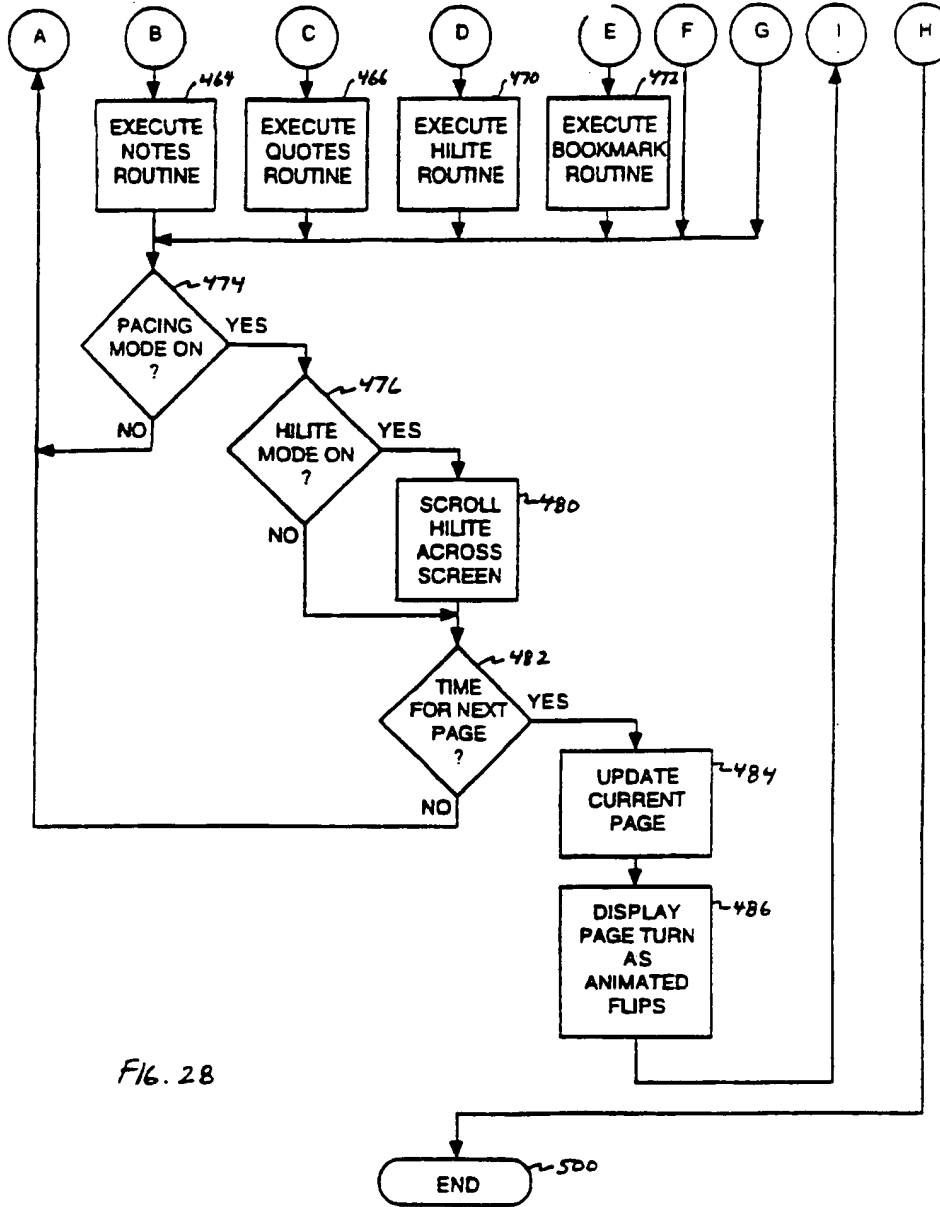 A B C D E F G I H
464 466 470 472
EXECUTE
NOTES
ROUTINE
EXECUTE
QUOTES
ROUTINE
EXECUTE
HILITE
ROUTINE
EXECUTE
BOOKMARK
ROUTINE
474
PACING
MODE ON
?
YES
NO
476
HILITE
MODE ON
?
YES
NO
480
SCROLL
HILITE
ACROSS
SCREEN
482
TIME
FOR NEXT
PAGE
?
YES
NO
484
UPDATE
CURRENT
PAGE
486
DISPLAY
PAGE TURN
AS
ANIMATED
FLIPS
FIG. 28
500
END